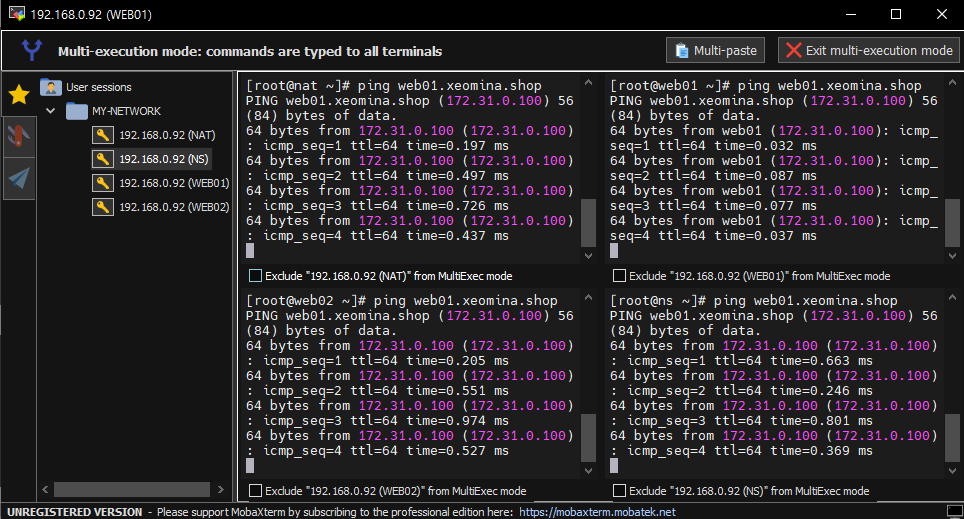 192.168.0.92 (WEB01)
Multi-execution mode: commands are typed to all terminals
Multi-paste
Exit multi-execution mode
User sessions
MY-NETWORK
192.168.0.92 (NAT)
192.168.0.92 (NS)
192.168.0.92 (WEB01)
192.168.0.92 (WEB02)
[root@nat ~]# ping web01.xeomina.shop
PING web01.xeomina.shop (172.31.0.100) 56
(84) bytes of data.
64 bytes from 172.31.0.100 (172.31.0.100)
: icmp_seq=1 ttl=64 time=0.197 ms
64 bytes from 172.31.0.100 (172.31.0.100)
: icmp_seq=2 ttl=64 time=0.497 ms
64 bytes from 172.31.0.100 (172.31.0.100)
: icmp_seq=3 ttl=64 time=0.726 ms
64 bytes from 172.31.0.100 (172.31.0.100)
: icmp_seq=4 ttl=64 time=0.437 ms
Exclude "192.168.0.92 (NAT)" from MultiExec mode
[root@web01 ~]# ping web01.xeomina.shop
PING web01.xeomina.shop (172.31.0.100) 56
(84) bytes of data.
64 bytes from web01 (172.31.0.100): icmp_
seq=1 ttl=64 time=0.032 ms
64 bytes from web01 (172.31.0.100): icmp_
seq=2 ttl=64 time=0.087 ms
64 bytes from web01 (172.31.0.100): icmp_
seq=3 ttl=64 time=0.077 ms
64 bytes from web01 (172.31.0.100): icmp_
seq=4 ttl=64 time=0.037 ms
Exclude "192.168.0.92 (WEB01)" from MultiExec mode
[root@web02 ~]# ping web01.xeomina.shop
PING web01.xeomina.shop (172.31.0.100) 56
(84) bytes of data.
64 bytes from 172.31.0.100 (172.31.0.100)
: icmp_seq=1 ttl=64 time=0.205 ms
64 bytes from 172.31.0.100 (172.31.0.100)
: icmp_seq=2 ttl=64 time=0.551 ms
64 bytes from 172.31.0.100 (172.31.0.100)
: icmp_seq=3 ttl=64 time=0.974 ms
64 bytes from 172.31.0.100 (172.31.0.100)
: icmp_seq=4 ttl=64 time=0.527 ms
Exclude "192.168.0.92 (WEB02)" from MultiExec mode
[root@ns ~]# ping web01.xeomina.shop
PING web01.xeomina.shop (172.31.0.100) 56
(84) bytes of data.
64 bytes from 172.31.0.100 (172.31.0.100)
: icmp_seq=1 ttl=64 time=0.663 ms
64 bytes from 172.31.0.100 (172.31.0.100)
: icmp_seq=2 ttl=64 time=0.246 ms
64 bytes from 172.31.0.100 (172.31.0.100)
: icmp_seq=3 ttl=64 time=0.801 ms
64 bytes from 172.31.0.100 (172.31.0.100)
: icmp_seq=4 ttl=64 time=0.369 ms
Exclude "192.168.0.92 (NS)" from MultiExec mode
UNREGISTERED VERSION - Please support MobaXterm by subscribing to the professional edition here: https://mobaxterm.mobatek.net